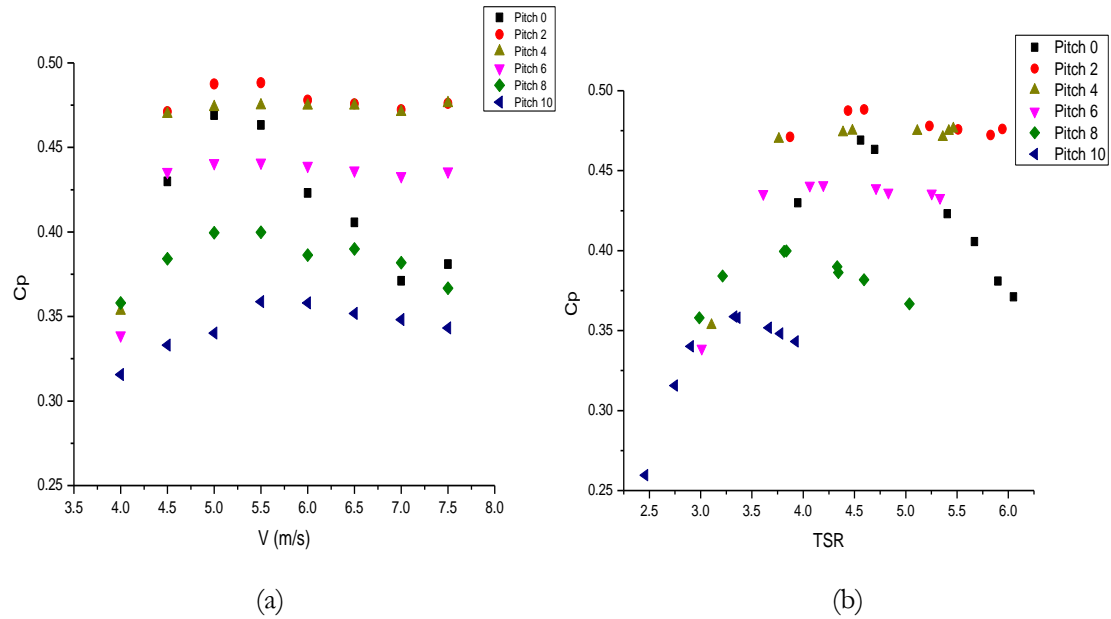 Pitch 0
Pitch 2
Pitch 4
Pitch 6
Pitch 8
Pitch 10
0.50
0.45
0.40
0.35
0.30
0.25
Cp
3.5 4.0 4.5 5.0 5.5 6.0 6.5 7.0 7.5 8.0
V (m/s)
(a)
Pitch 0
Pitch 2
Pitch 4
Pitch 6
Pitch 8
Pitch 10
0.50
0.45
0.40
0.35
0.30
0.25
Cp
2.5 3.0 3.5 4.0 4.5 5.0 5.5 6.0
TSR
(b)